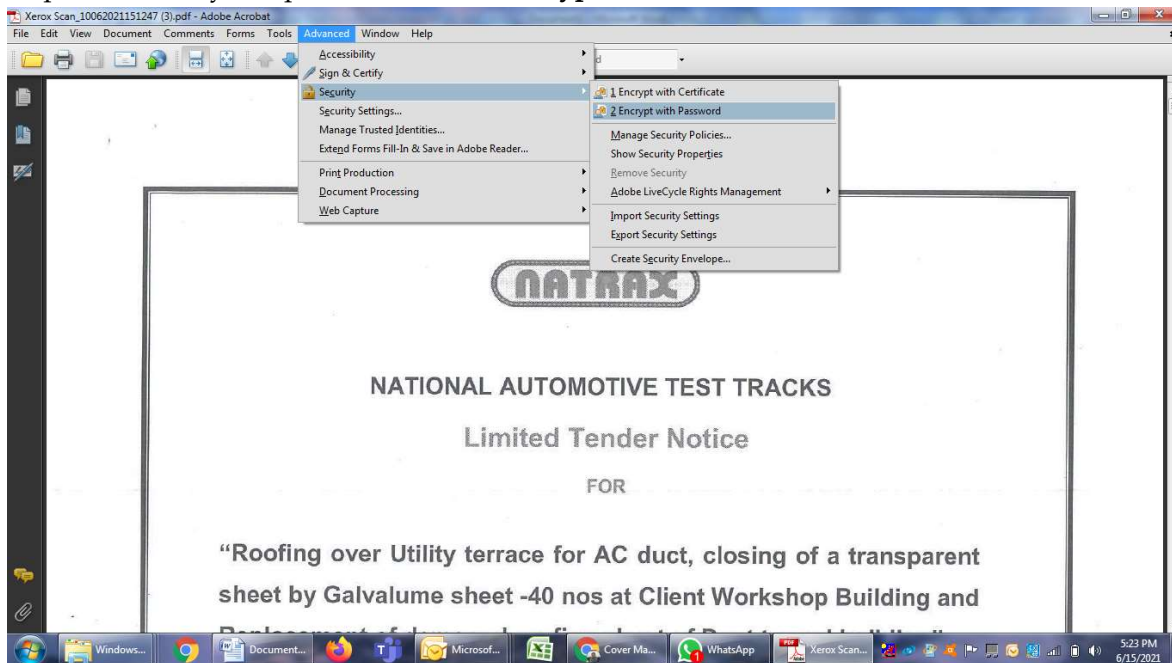 Xerox Scan_10062021151247 (3).pdf - Adobe Acrobat
File Edit View Document Comments Forms Tools Advanced Window Help
Accessibility
Sign & Certify
Security
Security Settings...
Manage Trusted Identities...
Extend Forms Fill-In & Save in Adobe Reader...
Print Production
Document Processing
Web Capture
1 Encrypt with Certificate
2 Encrypt with Password
Manage Security Policies...
Show Security Properties
Remove Security
Adobe LiveCycle Rights Management
Import Security Settings
Export Security Settings
Create Security Envelope...
NATRAX
NATIONAL AUTOMOTIVE TEST TRACKS
Limited Tender Notice
FOR
“Roofing over Utility terrace for AC duct, closing of a transparent
sheet by Galvalume sheet -40 nos at Client Workshop Building and
Windows... Document... Microsof... Cover Ma... WhatsApp Xerox Scan... 5:23 PM
6/15/2021